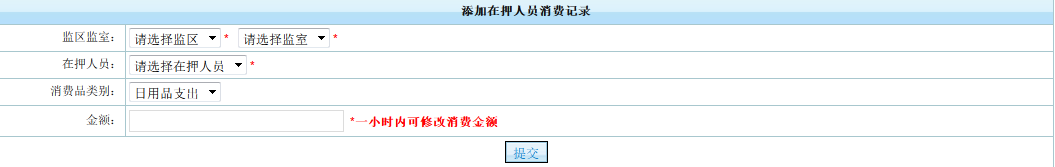 添加在押人员消费记录
监区监室： 请选择监区 * 请选择监室 *
在押人员： 请选择在押人员 *
消费品类别： 日用品支出
金额： *一小时内可修改消费金额
提交